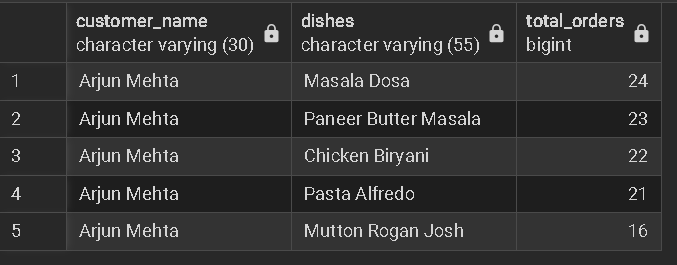 customer_name dishes total_orders
character varying (30) character varying (55) bigint
1 Arjun Mehta Masala Dosa 24
2 Arjun Mehta Paneer Butter Masala 23
3 Arjun Mehta Chicken Biryani 22
4 Arjun Mehta Pasta Alfredo 21
5 Arjun Mehta Mutton Rogan Josh 16